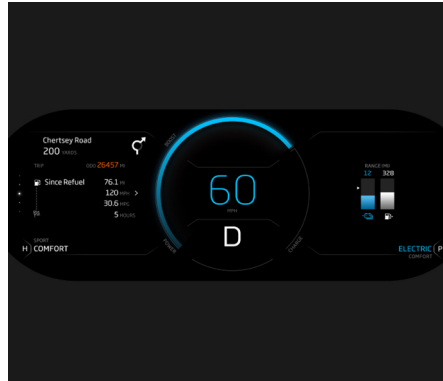 Chertsey Road
200 YARDS
TRIP
ODO 26457 MI
Since Refuel
76.1 MI
120 MPH
30.6 MPG
5 HOURS
SPORT
H COMFORT
BOOST
POWER
CHARGE
60
MPH
D
RANGE (MI)
12 320
ELECTRIC P
COMFORT